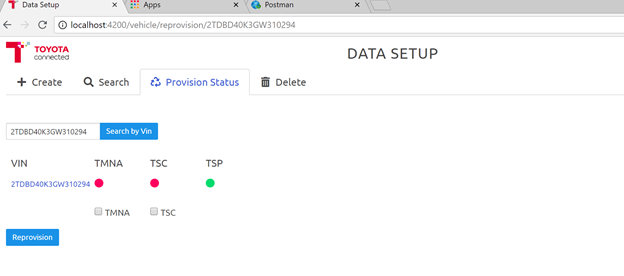 Data Setup
Apps
Postman
localhost:4200/vehicle/reprovision/2TDBD40K3GW310294
TOYOTA
connected
DATA SETUP
Create Search Provision Status Delete
2TDBD40K3GW310294 Search by Vin
VIN TMNA TSC TSP
2TDBD40K3GW310294
TMNA TSC
Reprovision